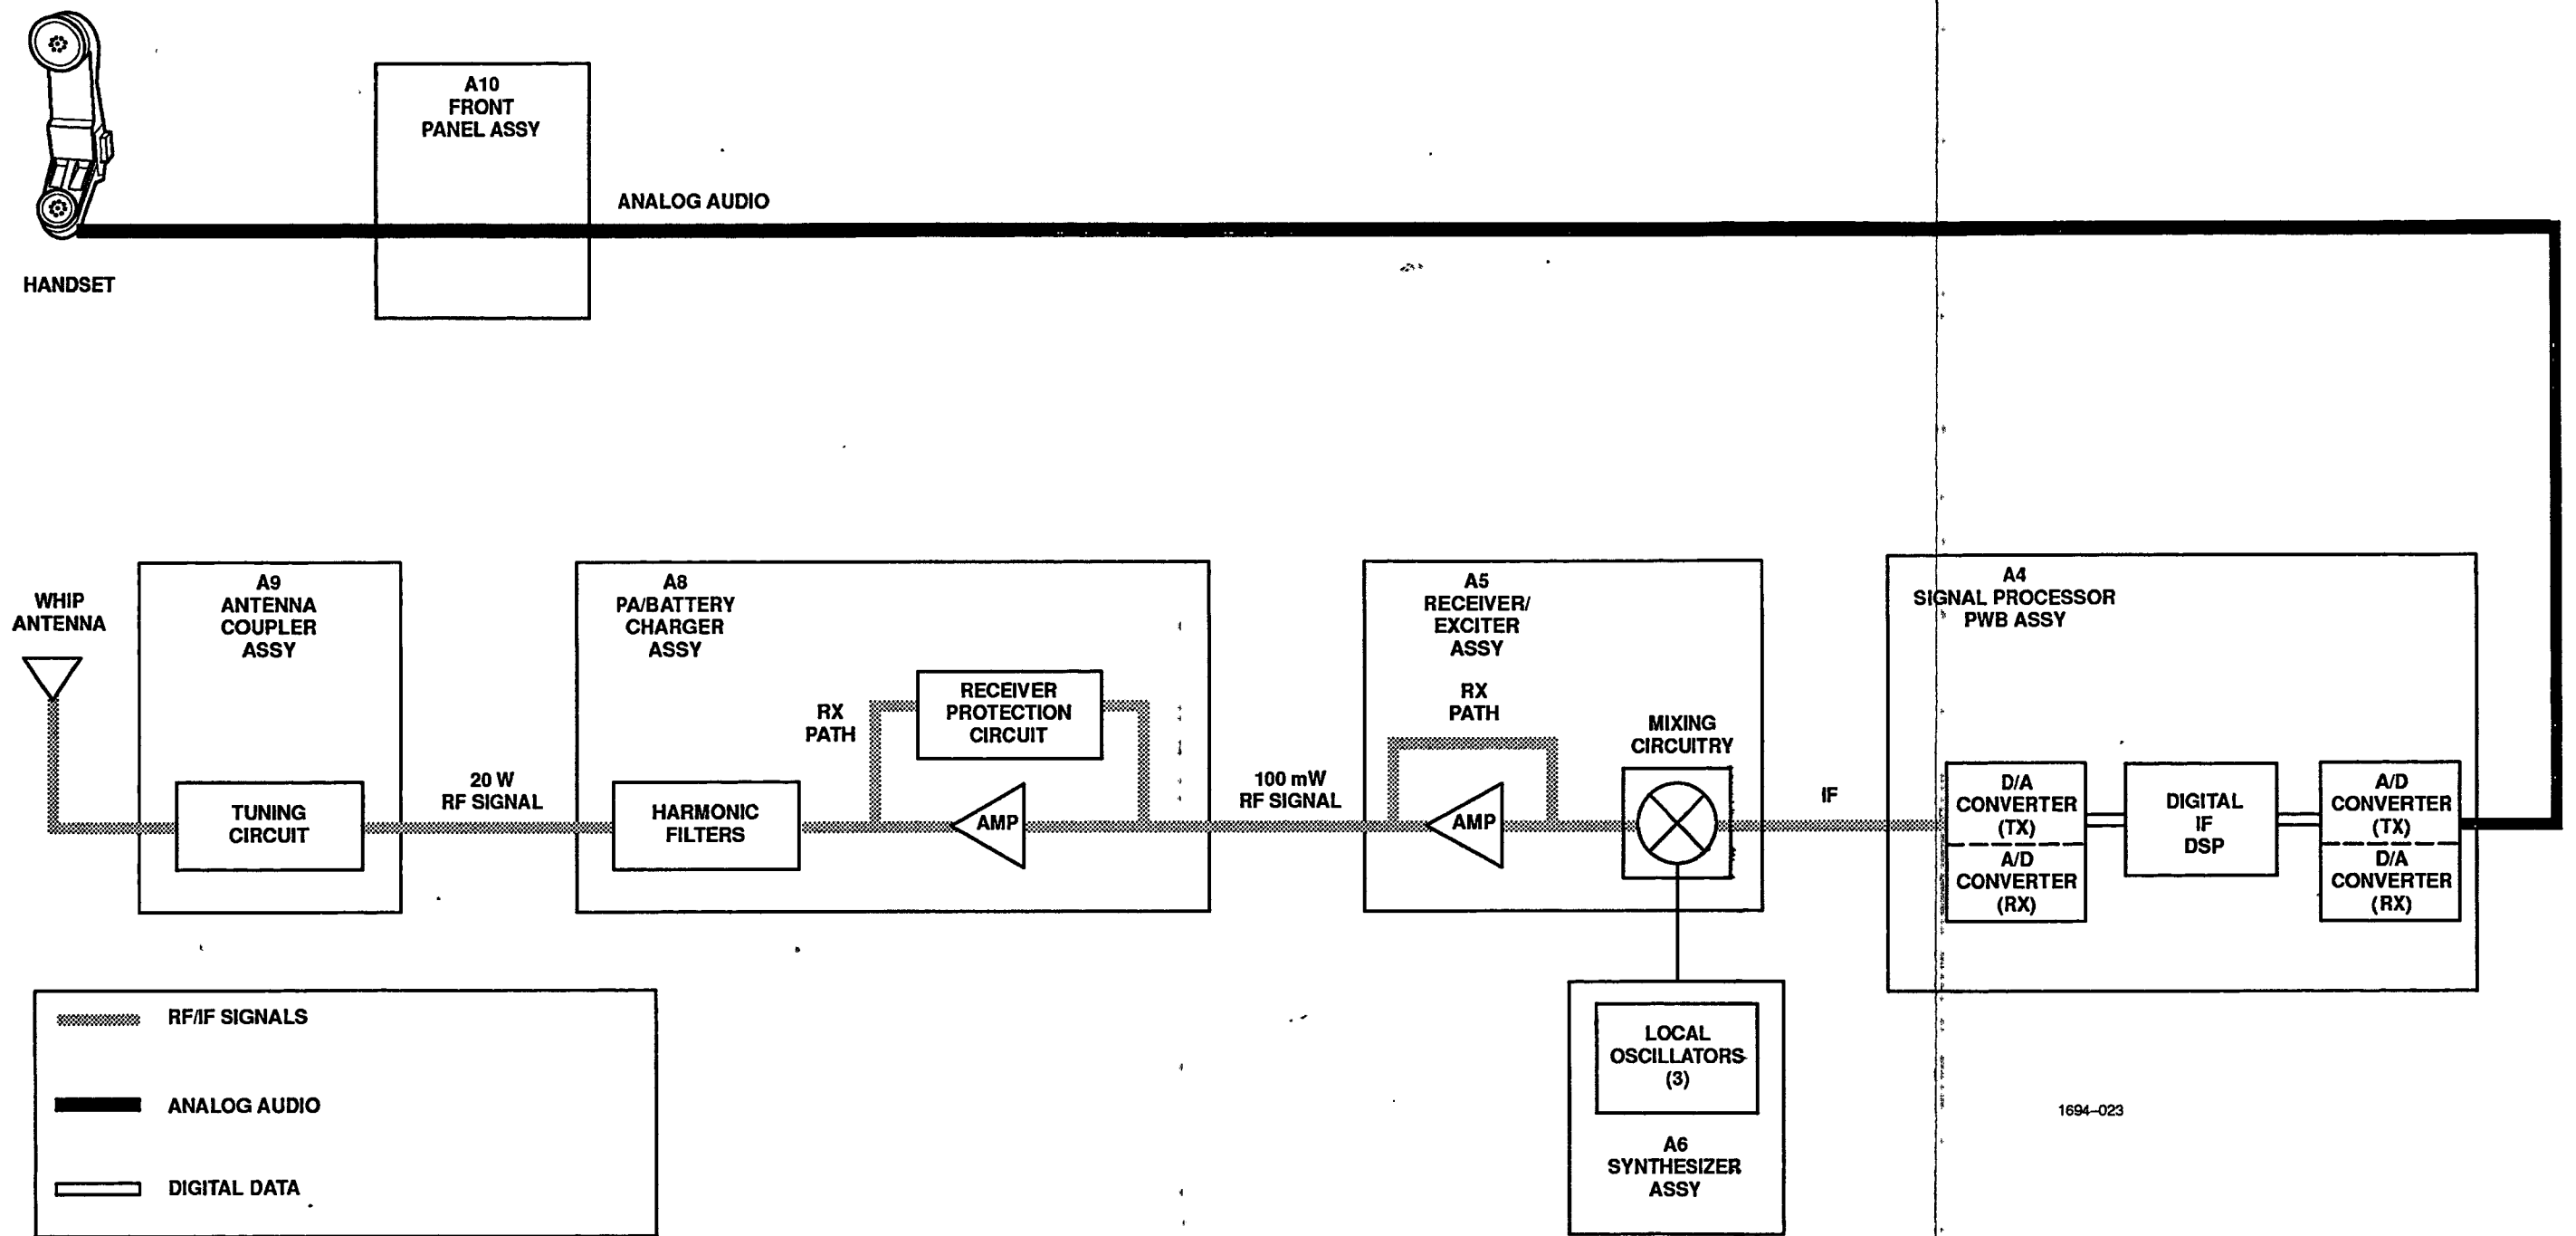 A10
FRONT
PANEL ASSY
ANALOG AUDIO
HANDSET
WHIP
ANTENNA
A9
ANTENNA
COUPLER
ASSY
TUNING
CIRCUIT
20 W
RF SIGNAL
A8
PA/BATTERY
CHARGER
ASSY
RX
PATH
RECEIVER
PROTECTION
CIRCUIT
HARMONIC
FILTERS
AMP
100 mW
RF SIGNAL
A5
RECEIVER/
EXCITER
ASSY
RX
PATH
AMP
MIXING
CIRCUITRY
IF
A4
SIGNAL PROCESSOR
PWB ASSY
D/A
CONVERTER
(TX)
A/D
CONVERTER
(RX)
DIGITAL
IF
DSP
A/D
CONVERTER
(TX)
D/A
CONVERTER
(RX)
LOCAL
OSCILLATORS
(3)
A6
SYNTHESIZER
ASSY
RF/IF SIGNALS
ANALOG AUDIO
DIGITAL DATA
1694-023